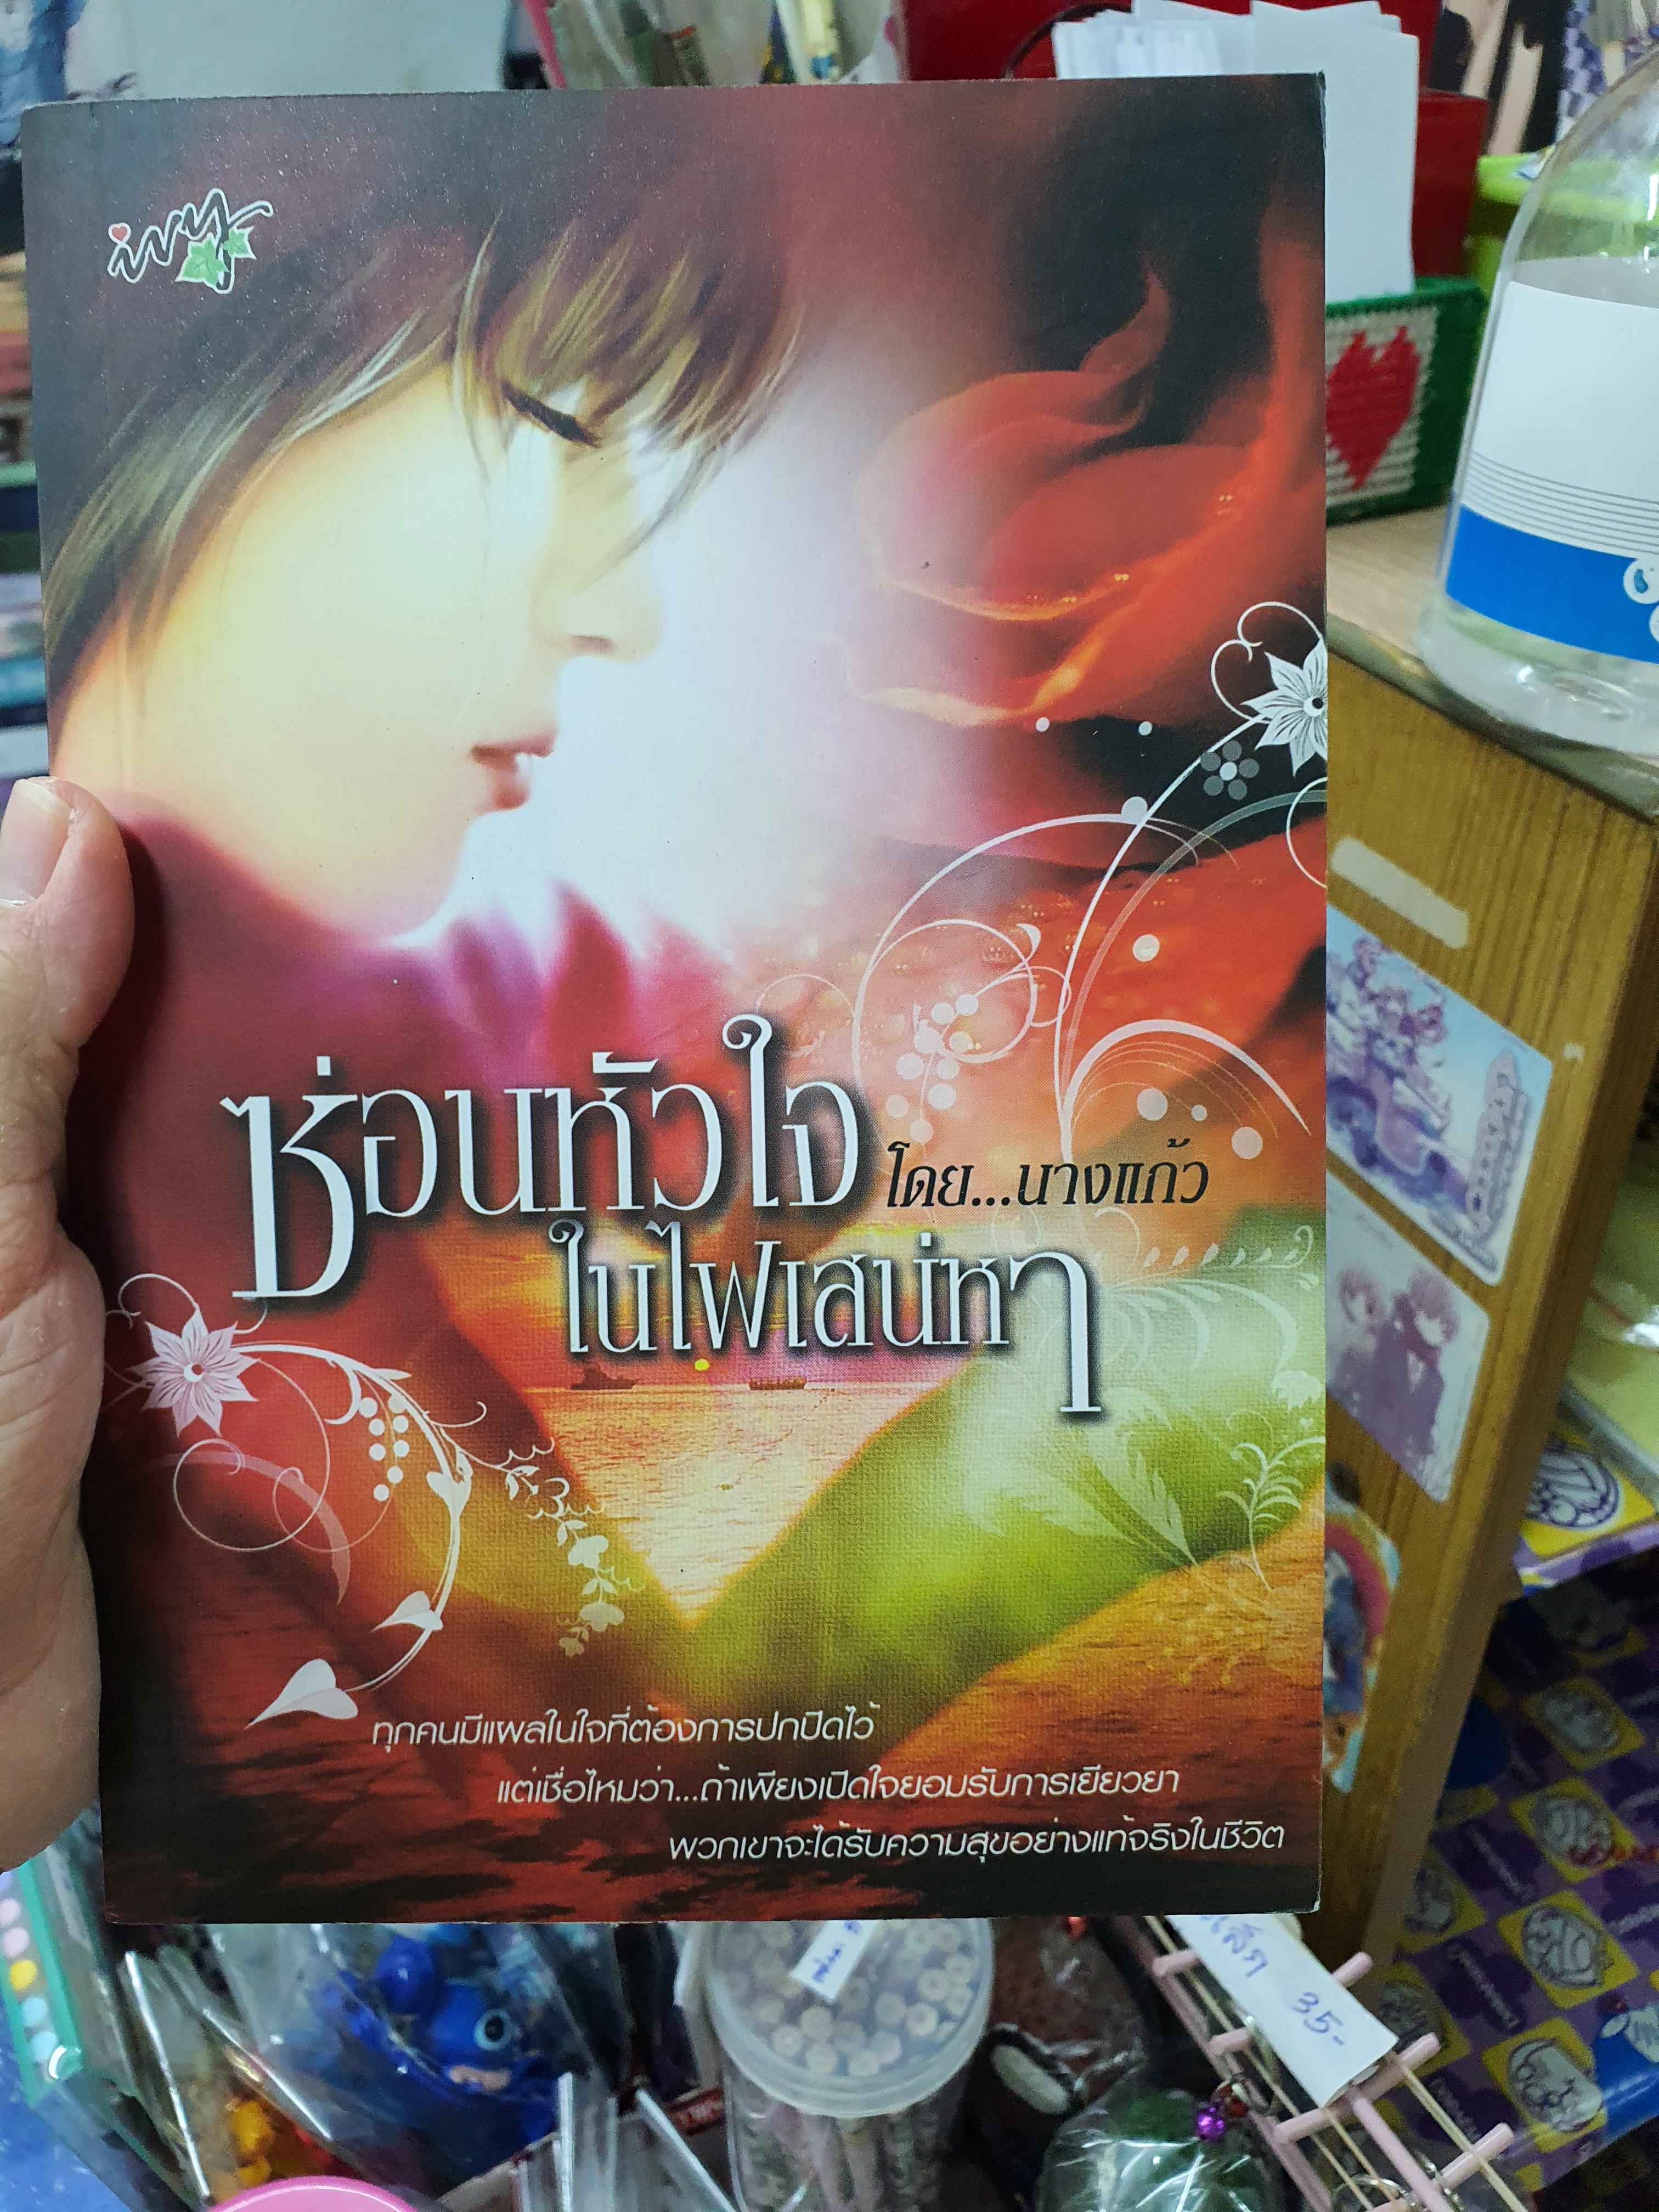 ivy
ซ่อนหัวใจ
โดย...นางแก้ว
ในไฟเสน่หา
ทุกคนมีแผลในใจที่ต้องการปกปิดไว้
แต่เชื่อไหมว่า...ถ้าเพียงเปิดใจยอมรับการเยียวยา
พวกเขาจะได้รับความสุขอย่างแท้จริงในชีวิต
35-